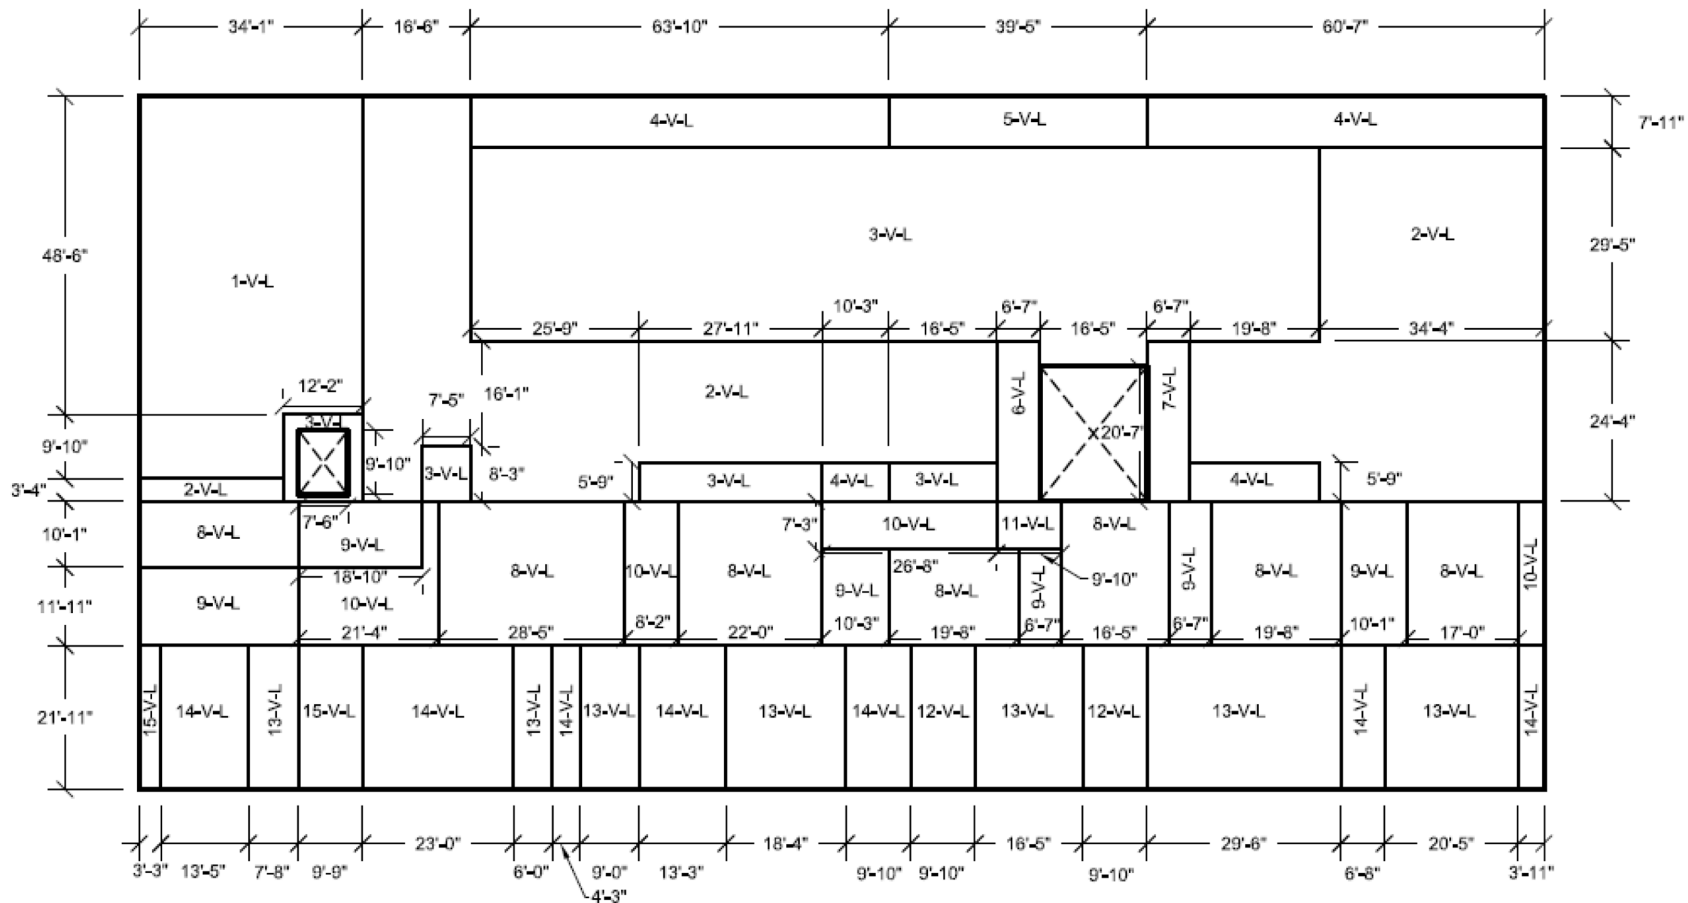 34'-1" 16'-6" 63'-10" 39'-5" 60'-7"
4-V-L 5-V-L 4-V-L 7'-11"
3-V-L 2-V-L
48'-6" 29'-5"
1-V-L
10'-3" 6'-7" 6'-7"
25'-9" 27'-11" 16'-5" 16'-5" 19'-8" 34'-4"
12'-2" 7'-5" 16'-1" 2-V-L 6-V-L 7-V-L
3-V-L 24'-4"
20'-7"
9'-10" 9'-10" 3-V-L 8'-3" 5'-9" 3-V-L 4-V-L 3-V-L 4-V-L 5'-9"
3'-4" 2-V-L
7'-6" 7'-3" 10-V-L 11-V-L 8-V-L
10'-1" 8-V-L 9-V-L
18'-10" 8-V-L 10-V-L 8-V-L 26'-8" 9'-10" 9-V-L 8-V-L 9-V-L 8-V-L 10-V-L
11'-11" 9-V-L 10-V-L 9-V-L 8-V-L 9-V-L
21'-4" 28'-5" 8'-2" 22'-0" 10'-3" 19'-8" 6'-7" 16'-5" 6'-7" 19'-8" 10'-1" 17'-0"
21'-11" 15-V-L 14-V-L 13-V-L 15-V-L 14-V-L 13-V-L 14-V-L 13-V-L 14-V-L 13-V-L 14-V-L 12-V-L 13-V-L 12-V-L 13-V-L 14-V-L 13-V-L 14-V-L
23'-0" 18'-4" 16'-5" 29'-6" 20'-5"
3'-3" 13'-5" 7'-8" 9'-9" 6'-0" 9'-0" 13'-3" 9'-10" 9'-10" 9'-10" 6'-8" 3'-11"
4'-3"